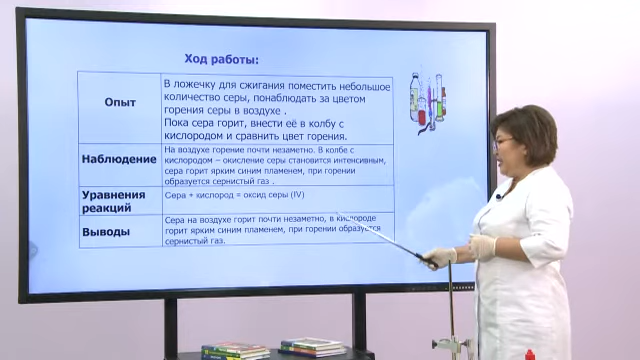 Ход работы:
Опыт
В ложечку для сжигания поместить небольшое
количество серы, понаблюдать за цветом
горения серы в воздухе .
Пока сера горит, внести её в колбу с
кислородом и сравнить цвет горения.
Наблюдение
На воздухе горение почти незаметно. В колбе с
кислородом – окисление серы становится интенсивным,
сера горит ярким синим пламенем, при горении
образуется сернистый газ .
Уравнения
реакций
Сера + кислород = оксид серы (IV)
Выводы
Сера на воздухе горит почти незаметно, в кислороде
горит ярким синим пламенем, при горении образуется
сернистый газ.